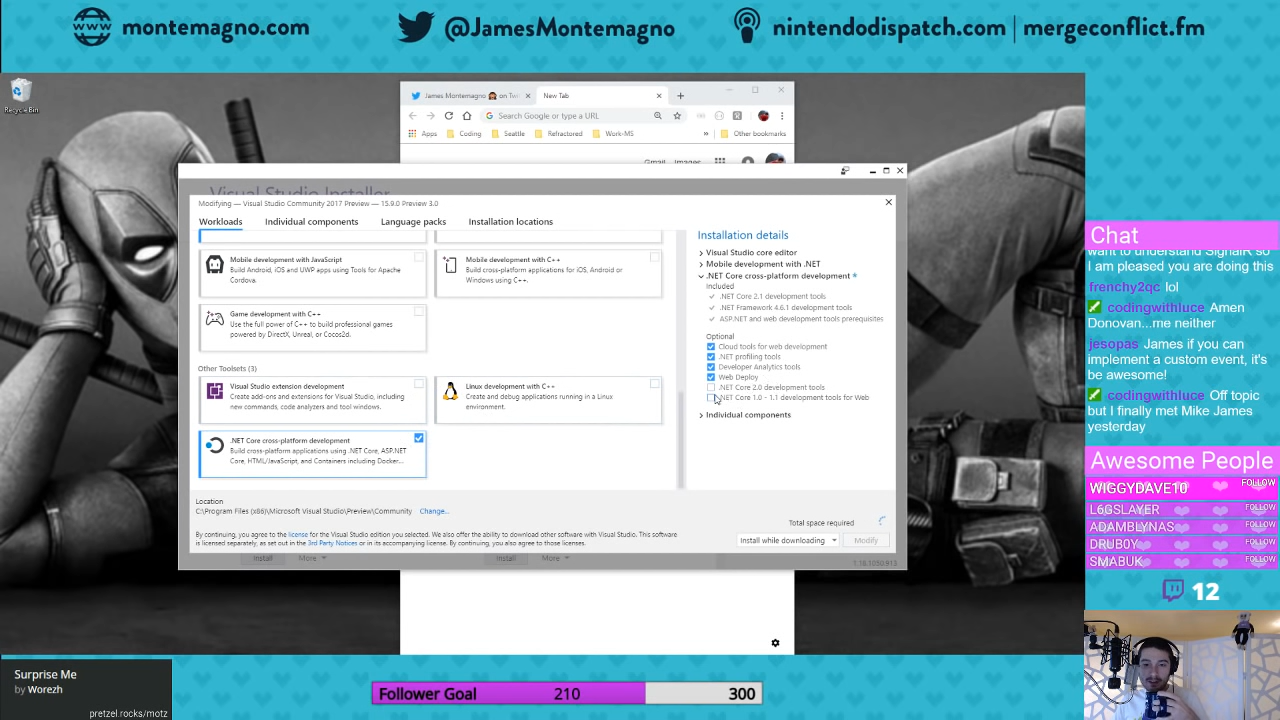 montemagno.com
@JamesMontemagno
nintendodispatch.com | mergeconflict.fm
Recycle Bin
James Montemagno
on Twi
New Tab
Search Google or type a URL
Apps
Coding
Seattle
Refractored
Work-MS
»
Other bookmarks
Gmail
Images
Visual Studio Installer
Modifying — Visual Studio Community 2017 Preview — 15.9.0 Preview 3.0
Workloads
Individual components
Language packs
Installation locations
Mobile development with JavaScript
Build Android, iOS and UWP apps using Tools for Apache
Cordova.
Mobile development with C++
Build cross-platform applications for iOS, Android or
Windows using C++.
Game development with C++
Use the full power of C++ to build professional games
powered by DirectX, Unreal, or Cocos2d.
Other Toolsets (3)
Visual Studio extension development
Create add-ons and extensions for Visual Studio, including
new commands, code analyzers and tool windows.
Linux development with C++
Create and debug applications running in a Linux
environment.
.NET Core cross-platform development
Build cross-platform applications using .NET Core, ASP.NET
Core, HTML/JavaScript, and Containers including Docker...
Installation details
Visual Studio core editor
Mobile development with .NET
.NET Core cross-platform development
Included
.NET Core 2.1 development tools
.NET Framework 4.6.1 development tools
ASP.NET and web development tools prerequisites
Optional
Cloud tools for web development
.NET profiling tools
Developer Analytics tools
Web Deploy
.NET Core 2.0 development tools
.NET Core 1.0 - 1.1 development tools for Web
Individual components
Location
C:\Program Files (x86)\Microsoft Visual Studio\Preview\Community
Change...
By continuing, you agree to the license for the Visual Studio edition you selected. We also offer the ability to download other software with Visual Studio. This software
is licensed separately, as set out in the 3rd Party Notices or in its accompanying license. By continuing, you also agree to those licenses.
Total space required
Install while downloading
Modify
Install
More
Install
More
Chat
want to understand SignalR so
I am pleased you are doing this
frenchy2qc lol
codingwithluce Amen
Donovan...me neither
jesopas: James if you can
implement a custom event, it's
be awesome!
codingwithluce: Off topic
but I finally met Mike James
yesterday
Awesome People
WIGGYDAVE10 FOLLOW
L6GSLAYER FOLLOW
ADAMBLYNAS FOLLOW
DRUB0Y FOLLOW
SMABUK FOLLOW
12
Surprise Me
by Worezh
pretzel.rocks/motz
Follower Goal 210 300